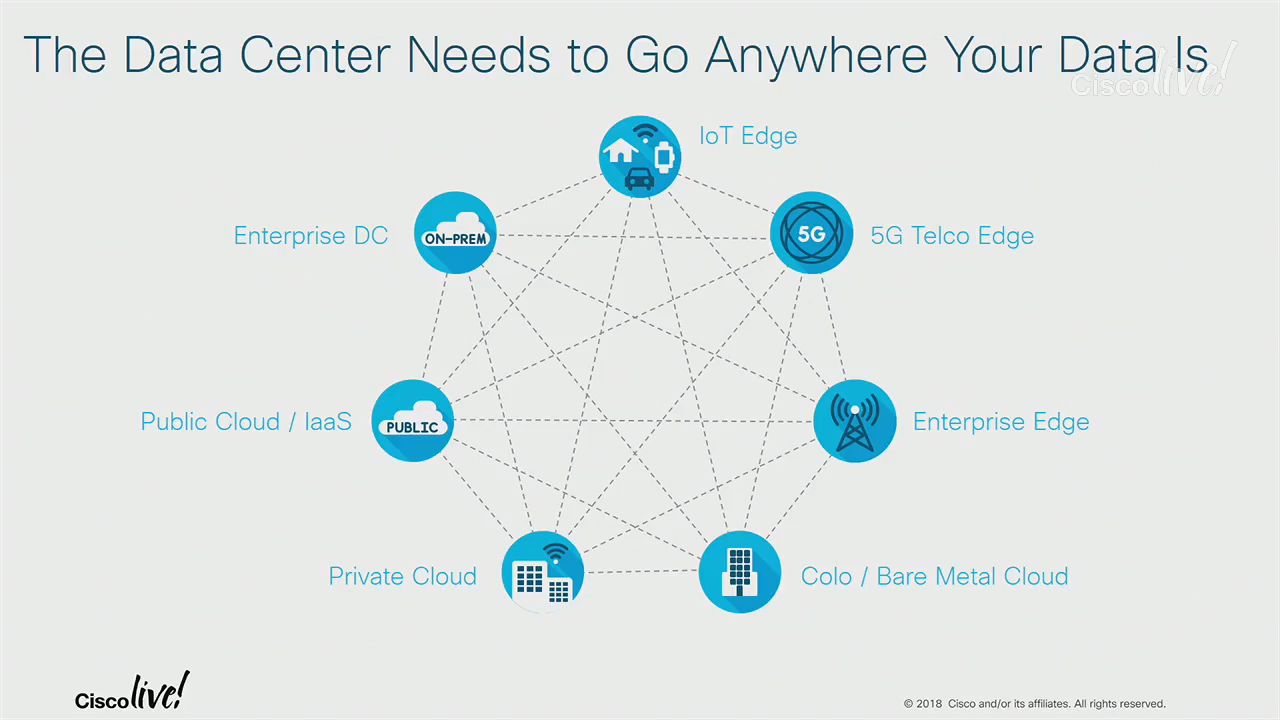 The Data Center Needs to Go Anywhere Your Data Is
Cisco live!
IoT Edge
Enterprise DC
ON-PREM
5G
5G Telco Edge
Public Cloud / IaaS
PUBLIC
Enterprise Edge
Private Cloud
Colo / Bare Metal Cloud
Cisco live!
© 2018 Cisco and/or its affiliates. All rights reserved.